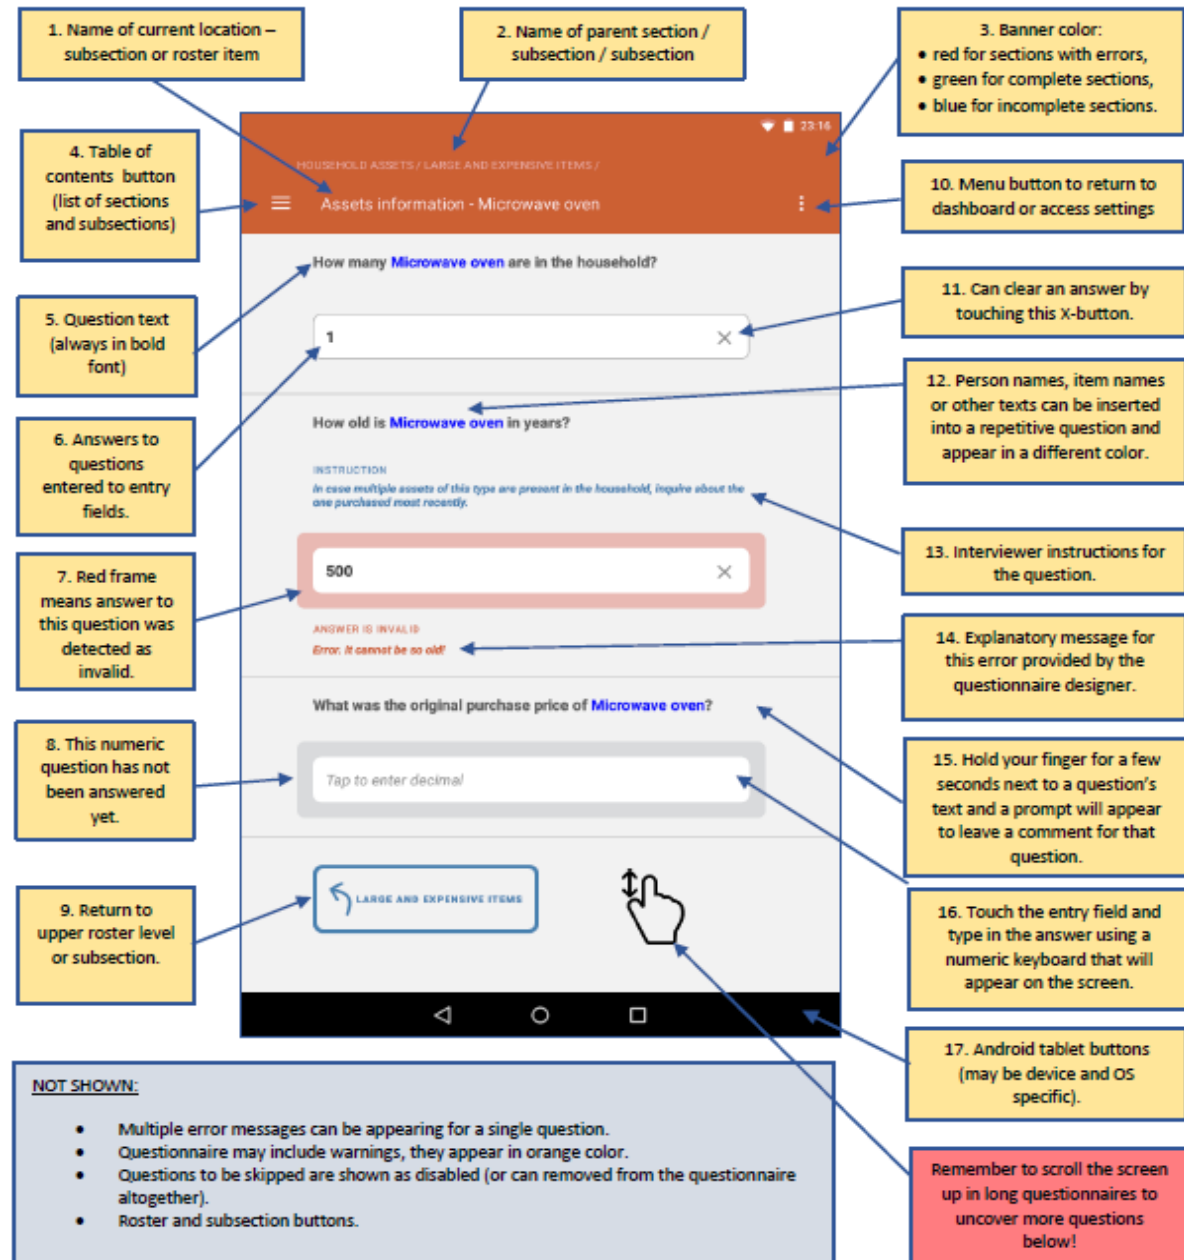 1. Name of current location –
subsection or roster item
2. Name of parent section /
subsection / subsection
3. Banner color:
• red for sections with errors,
• green for complete sections,
• blue for incomplete sections.
4. Table of
contents button
(list of sections
and subsections)
23:16
HOUSEHOLD ASSETS / LARGE AND EXPENSIVE ITEMS /
Assets information - Microwave oven
10. Menu button to return to
dashboard or access settings
How many Microwave oven are in the household?
5. Question text
(always in bold
font)
1
11. Can clear an answer by
touching this X-button.
12. Person names, item names
or other texts can be inserted
into a repetitive question and
appear in a different color.
How old is Microwave oven in years?
6. Answers to
questions
entered to entry
fields.
INSTRUCTION
In case multiple assets of this type are present in the household, inquire about the
one purchased most recently.
13. Interviewer instructions for
the question.
7. Red frame
means answer to
this question was
detected as
invalid.
500
ANSWER IS INVALID
Error. It cannot be so old!
14. Explanatory message for
this error provided by the
questionnaire designer.
What was the original purchase price of Microwave oven?
8. This numeric
question has not
been answered
yet.
Tap to enter decimal
15. Hold your finger for a few
seconds next to a question's
text and a prompt will appear
to leave a comment for that
question.
9. Return to
upper roster level
or subsection.
LARGE AND EXPENSIVE ITEMS
16. Touch the entry field and
type in the answer using a
numeric keyboard that will
appear on the screen.
17. Android tablet buttons
(may be device and OS
specific).
NOT SHOWN:
• Multiple error messages can be appearing for a single question.
• Questionnaire may include warnings, they appear in orange color.
• Questions to be skipped are shown as disabled (or can removed from the questionnaire
altogether).
• Roster and subsection buttons.
Remember to scroll the screen
up in long questionnaires to
uncover more questions
below!